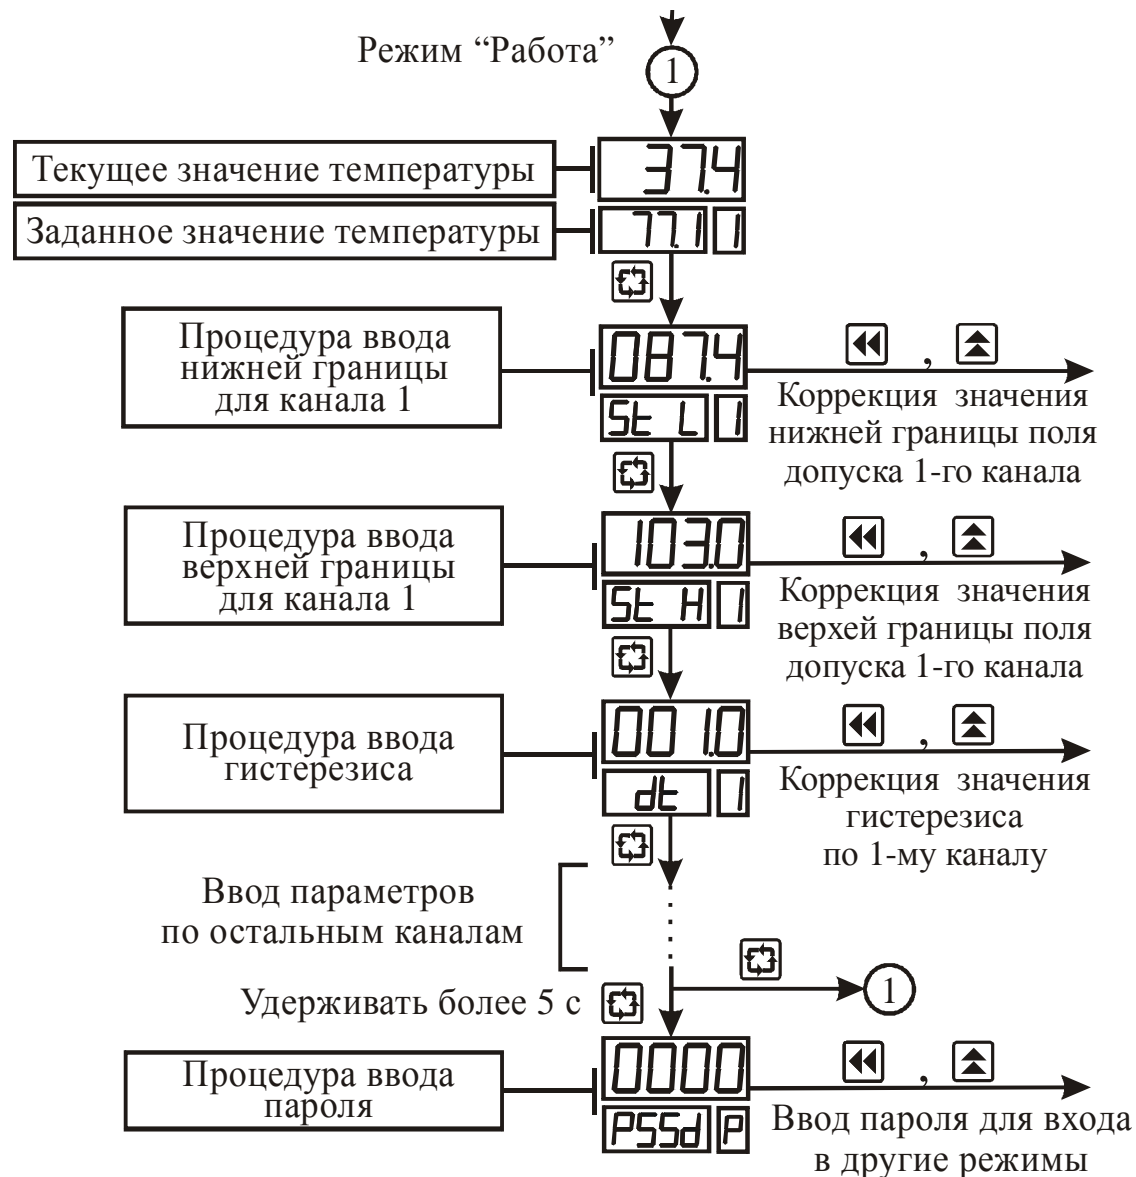 Режим “Работа”
1
Текущее значение температуры
37.4
Заданное значение температуры
77.1 1
Процедура ввода
нижней границы
для канала 1
087.4
St L 1
,
Коррекция значения
нижней границы поля
допуска 1-го канала
Процедура ввода
верхней границы
для канала 1
103.0
St H 1
,
Коррекция значения
верхей границы поля
допуска 1-го канала
Процедура ввода
гистерезиса
001.0
dt 1
,
Коррекция значения
гистерезиса
по 1-му каналу
Ввод параметров
по остальным каналам
Удерживать более 5 с
1
Процедура ввода
пароля
0000
PSSd P
,
Ввод пароля для входа
в другие режимы